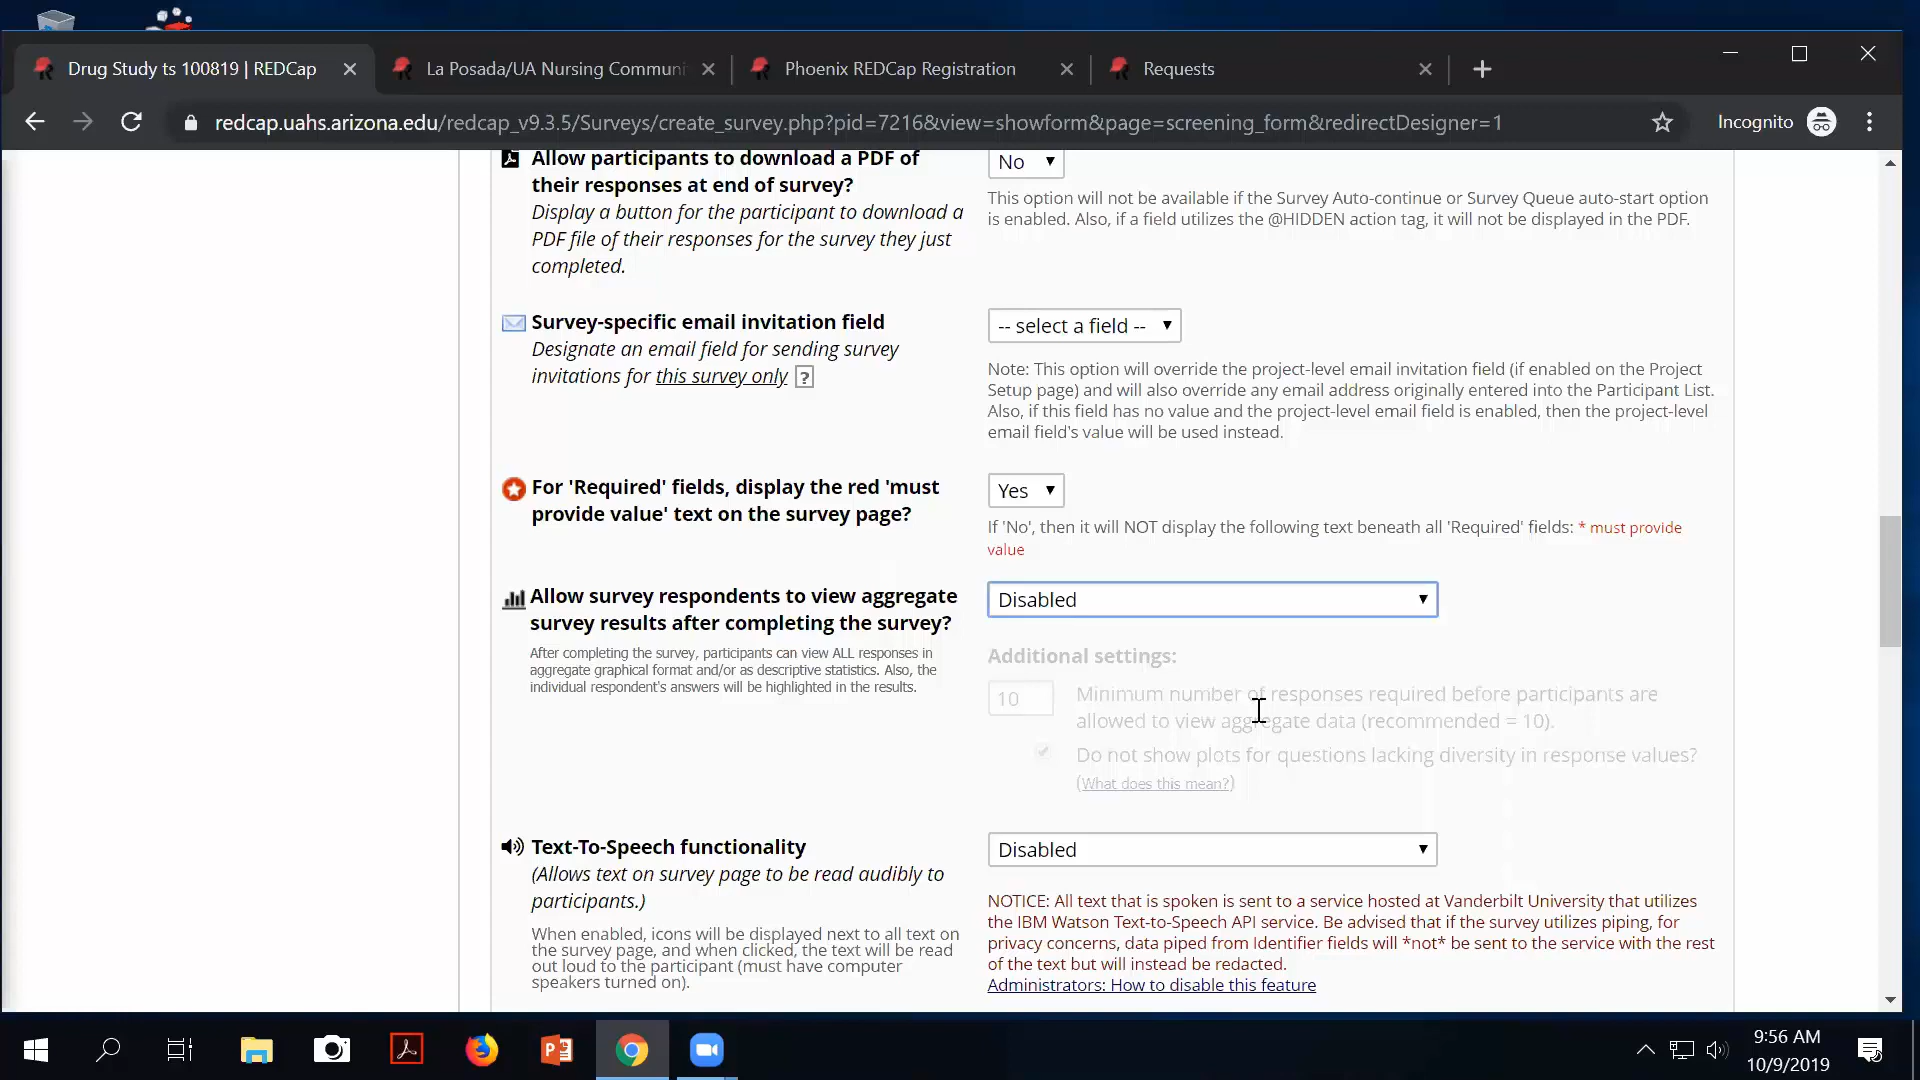 Drug Study ts 100819 | REDCap
La Posada/UA Nursing Communi
Phoenix REDCap Registration
Requests
redcap.uahs.arizona.edu/redcap_v9.3.5/Surveys/create_survey.php?pid=7216&view=showform&page=screening_form&redirectDesigner=1
Incognito
Allow participants to download a PDF of
their responses at end of survey?
Display a button for the participant to download a
PDF file of their responses for the survey they just
completed.
No
This option will not be available if the Survey Auto-continue or Survey Queue auto-start option
is enabled. Also, if a field utilizes the @HIDDEN action tag, it will not be displayed in the PDF.
Survey-specific email invitation field
Designate an email field for sending survey
invitations for this survey only ?
-- select a field --
Note: This option will override the project-level email invitation field (if enabled on the Project
Setup page) and will also override any email address originally entered into the Participant List.
Also, if this field has no value and the project-level email field is enabled, then the project-level
email field's value will be used instead.
For 'Required' fields, display the red 'must
provide value' text on the survey page?
Yes
If 'No', then it will NOT display the following text beneath all 'Required' fields: * must provide
value
Allow survey respondents to view aggregate
survey results after completing the survey?
After completing the survey, participants can view ALL responses in
aggregate graphical format and/or as descriptive statistics. Also, the
individual respondent's answers will be highlighted in the results.
Disabled
Additional settings:
10
Minimum number of responses required before participants are
allowed to view aggregate data (recommended = 10).
Do not show plots for questions lacking diversity in response values?
(What does this mean?)
Text-To-Speech functionality
(Allows text on survey page to be read audibly to
participants.)
When enabled, icons will be displayed next to all text on
the survey page, and when clicked, the text will be read
out loud to the participant (must have computer
speakers turned on).
Disabled
NOTICE: All text that is spoken is sent to a service hosted at Vanderbilt University that utilizes
the IBM Watson Text-to-Speech API service. Be advised that if the survey utilizes piping, for
privacy concerns, data piped from Identifier fields will *not* be sent to the service with the rest
of the text but will instead be redacted.
Administrators: How to disable this feature
9:56 AM
10/9/2019